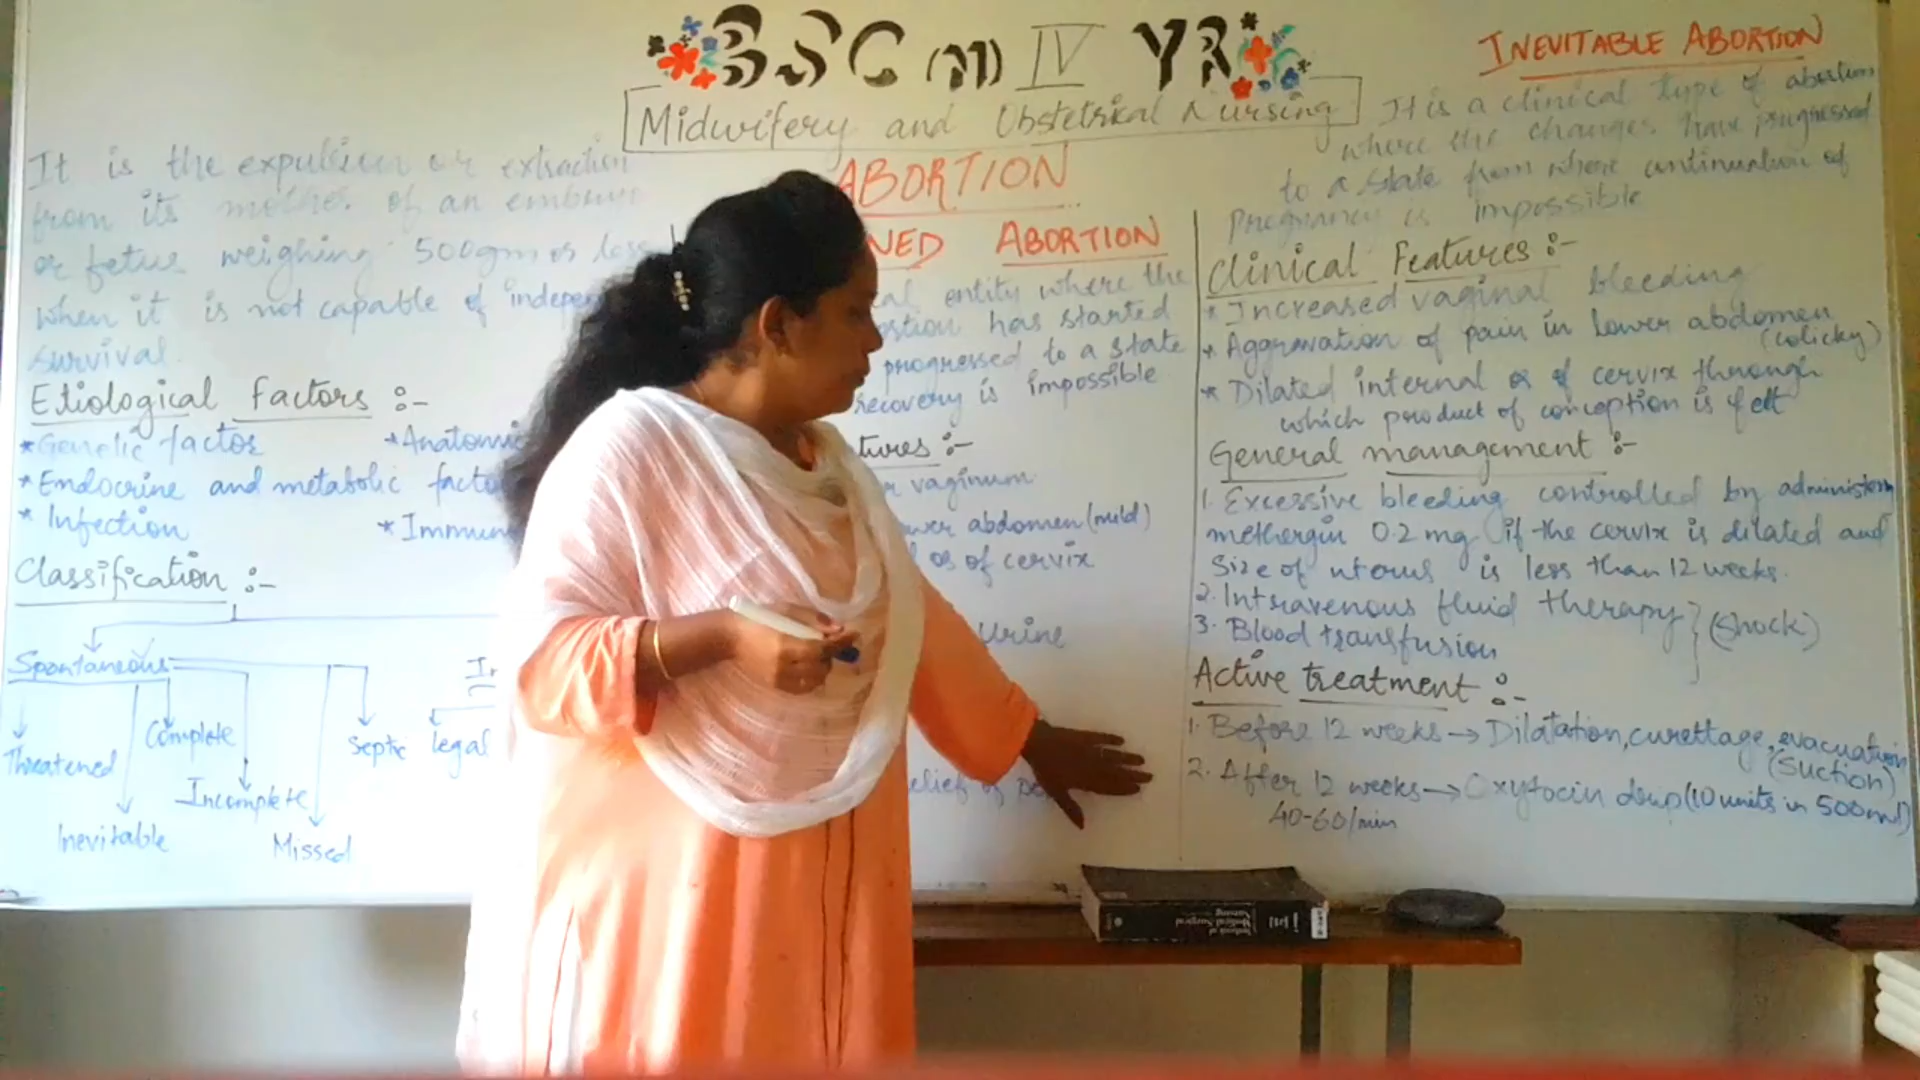 BSC (N) IV YR
Midwifery and Obstetrical Nursing
ABORTION
It is the expulsion or extraction
from its mother of an embryo
or fetus weighing 500gm or less
when it is not capable of indepen
survival.
Etiological Factors :-
*Genetic factor *Anatomic
*Endocrine and metabolic facto
* Infection *Immun
Classification :-
Spontaneous
Threatened
Inevitable
Complete
Incomplete
Missed
Septic
legal
NED ABORTION
al entity where the
ortion has started
progressed to a state
recovery is impossible
tures :-
r vaginum
ower abdomen (mild)
l os of cervix
Urine
elief of
INEVITABLE ABORTION
It is a clinical type of abortion
where the changes have progressed
to a state from where continuation of
Pregnancy is impossible
Clinical Features :-
* Increased vaginal bleeding
* Aggravation of pain in lower abdomen
(colicky)
* Dilated internal os of cervix through
which product of conception is felt
General management :-
1. Excessive bleeding controlled by administern
methergin 0.2 mg if the cervix is dilated and
Size of uterus is less than 12 weeks.
2. Intravenous fluid therapy } (Shock)
3. Blood transfusion
Active treatment :-
1. Before 12 weeks → Dilatation, curettage, evacuation
(Suction)
2. After 12 weeks → Oxytocin drip (10 units in 500ml)
40-60/min